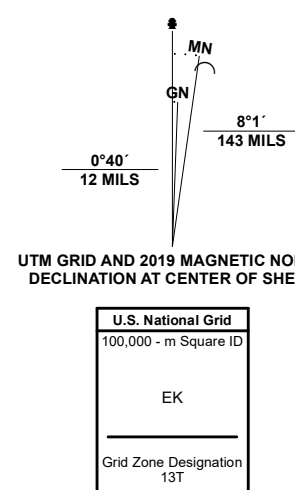 MN
GN
8°1´
143 MILS
0°40´
12 MILS
UTM GRID AND 2019 MAGNETIC NO
DECLINATION AT CENTER OF SHE
U.S. National Grid
100,000 - m Square ID
EK
Grid Zone Designation
13T